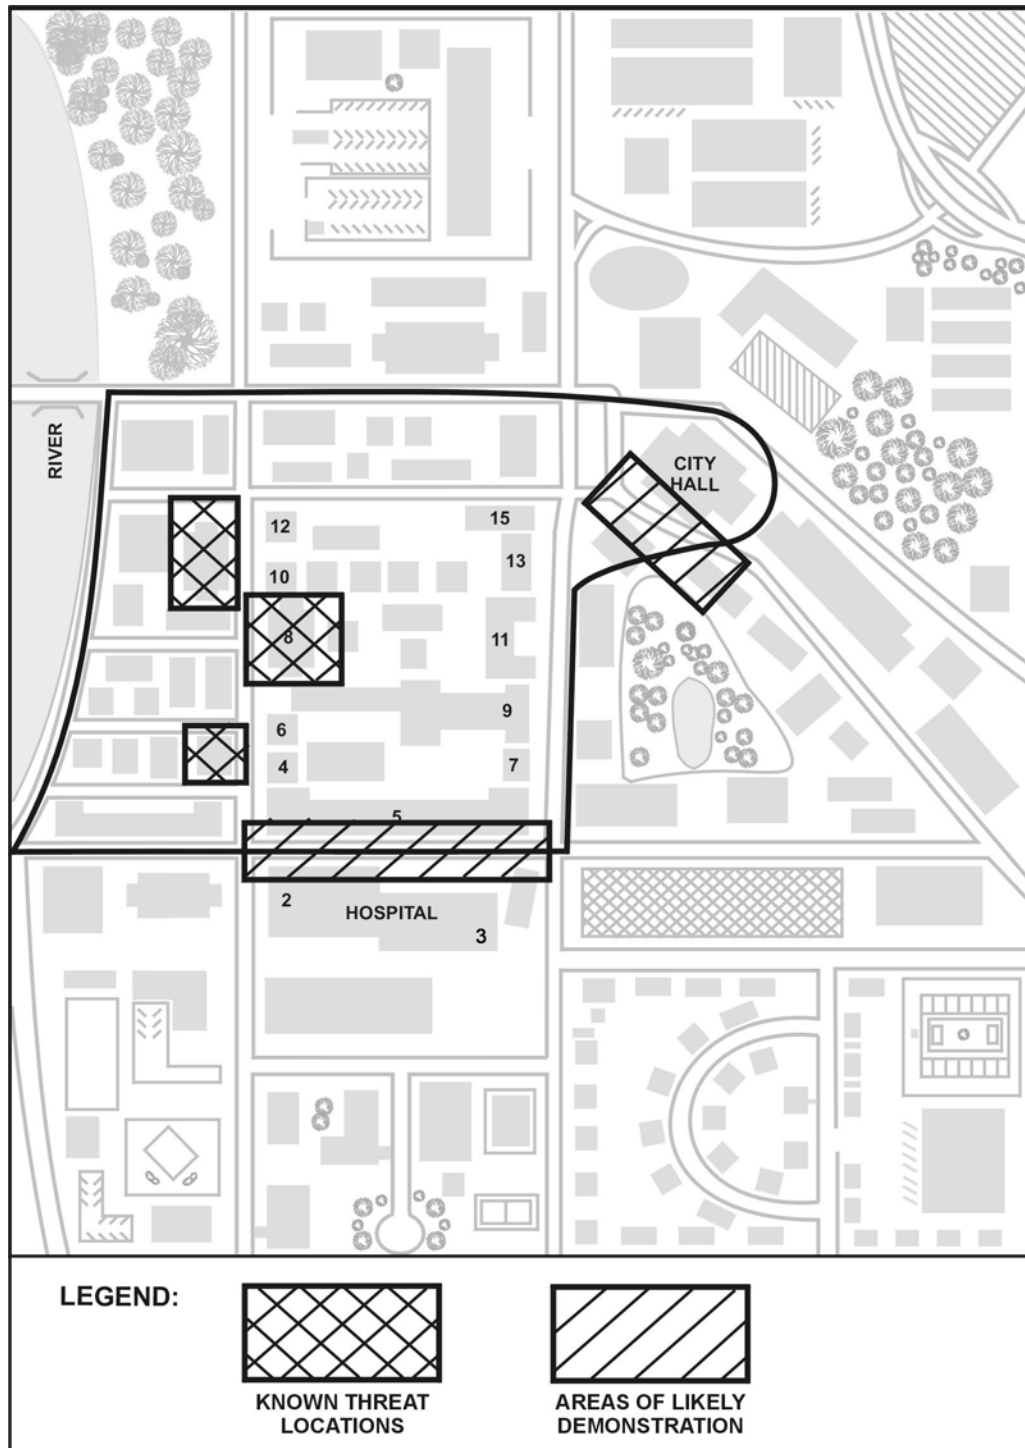 CITY
HALL
RIVER
12
15
13
10
8
11
9
6
4
7
5
2
HOSPITAL
3
LEGEND:
KNOWN THREAT
LOCATIONS
AREAS OF LIKELY
DEMONSTRATION